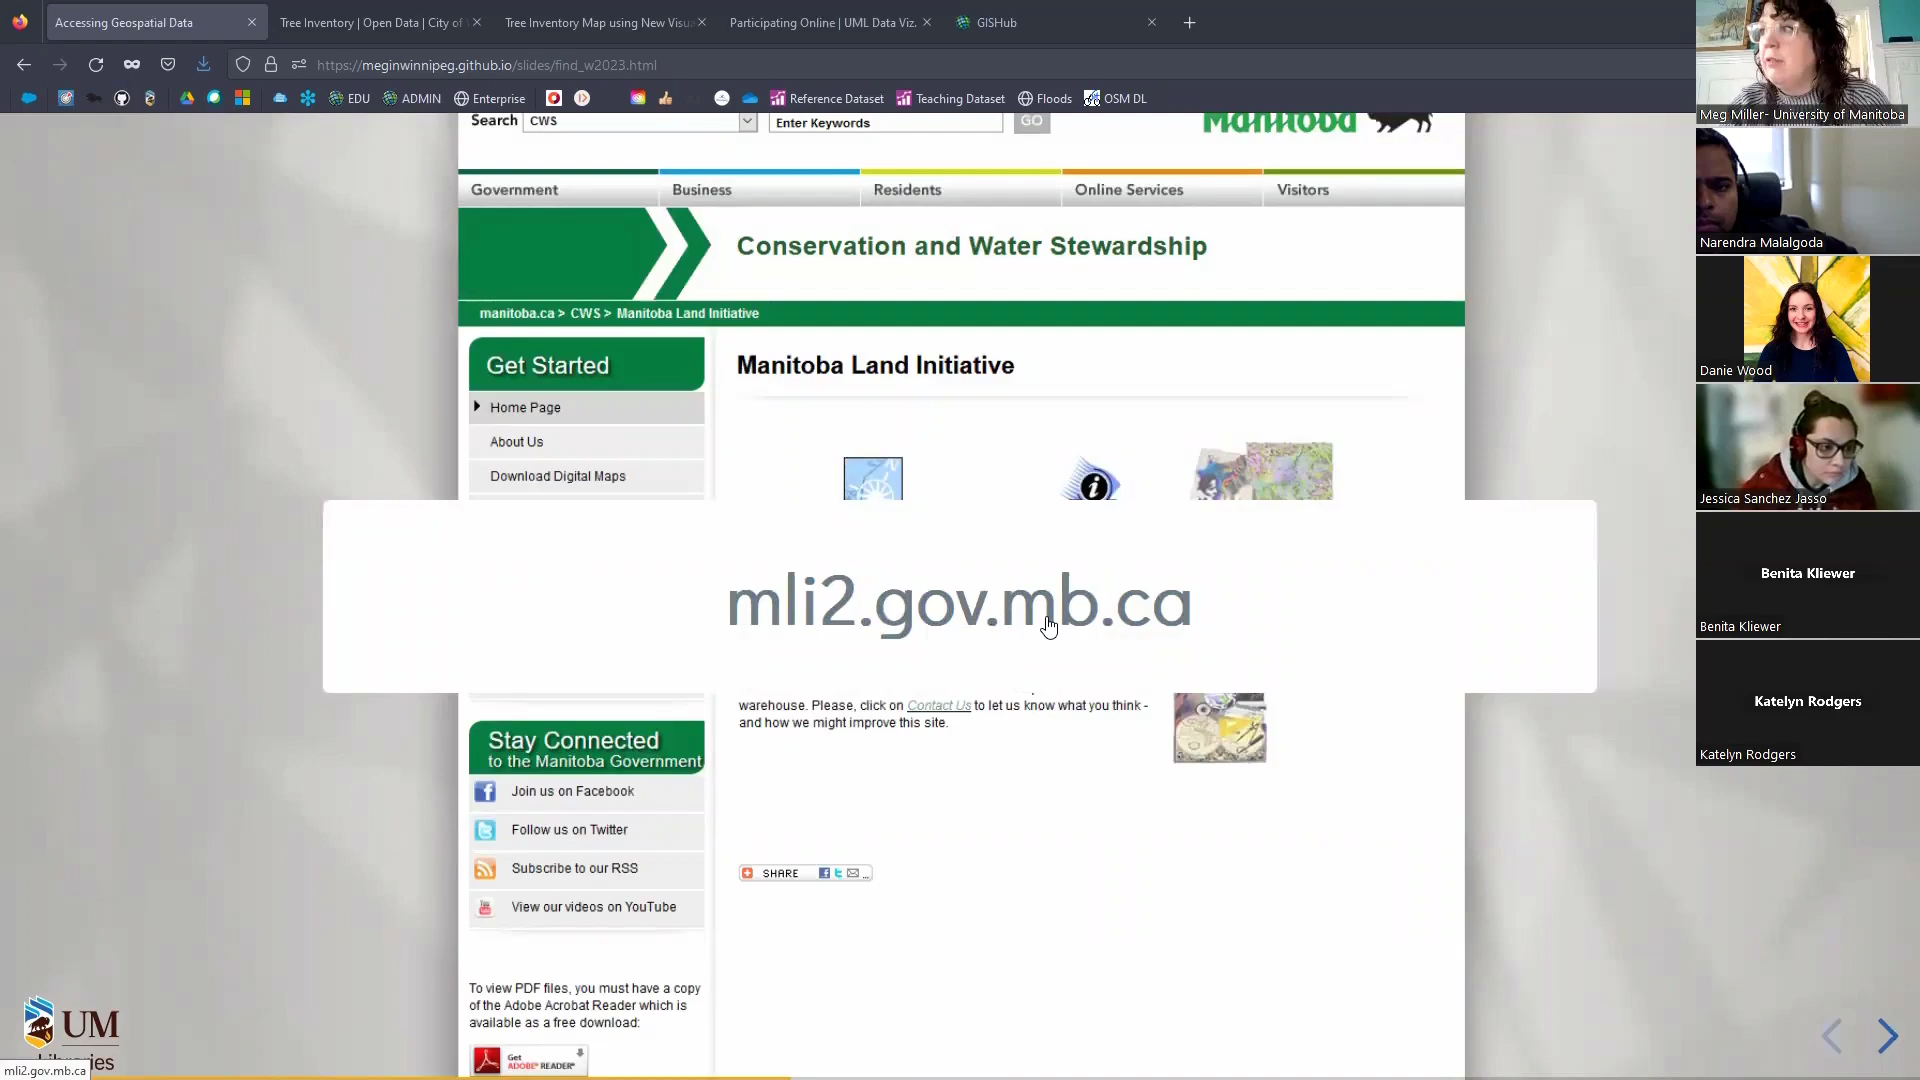 Accessing Geospatial Data
Tree Inventory | Open Data | City of
Tree Inventory Map using New Visua
Participating Online | UML Data Viz.
GISHub
https://meginwinnipeg.github.io/slides/find_w2023.html
EDU
ADMIN
Enterprise
Reference Dataset
Teaching Dataset
Floods
OSM DL
Search
CWS
Enter Keywords
GO
Manitoba
Government
Business
Residents
Online Services
Visitors
Conservation and Water Stewardship
manitoba.ca > CWS > Manitoba Land Initiative
Get Started
Home Page
About Us
Download Digital Maps
Manitoba Land Initiative
mli2.gov.mb.ca
warehouse. Please, click on Contact Us to let us know what you think -
and how we might improve this site.
Stay Connected
to the Manitoba Government
Join us on Facebook
Follow us on Twitter
Subscribe to our RSS
View our videos on YouTube
SHARE
To view PDF files, you must have a copy
of the Adobe Acrobat Reader which is
available as a free download:
Get
ADOBE® READER®
UM
mli2.gov.mb.ca
Meg Miller- University of Manitoba
Narendra Malalgoda
Danie Wood
Jessica Sanchez Jasso
Benita Kliewer
Benita Kliewer
Katelyn Rodgers
Katelyn Rodgers